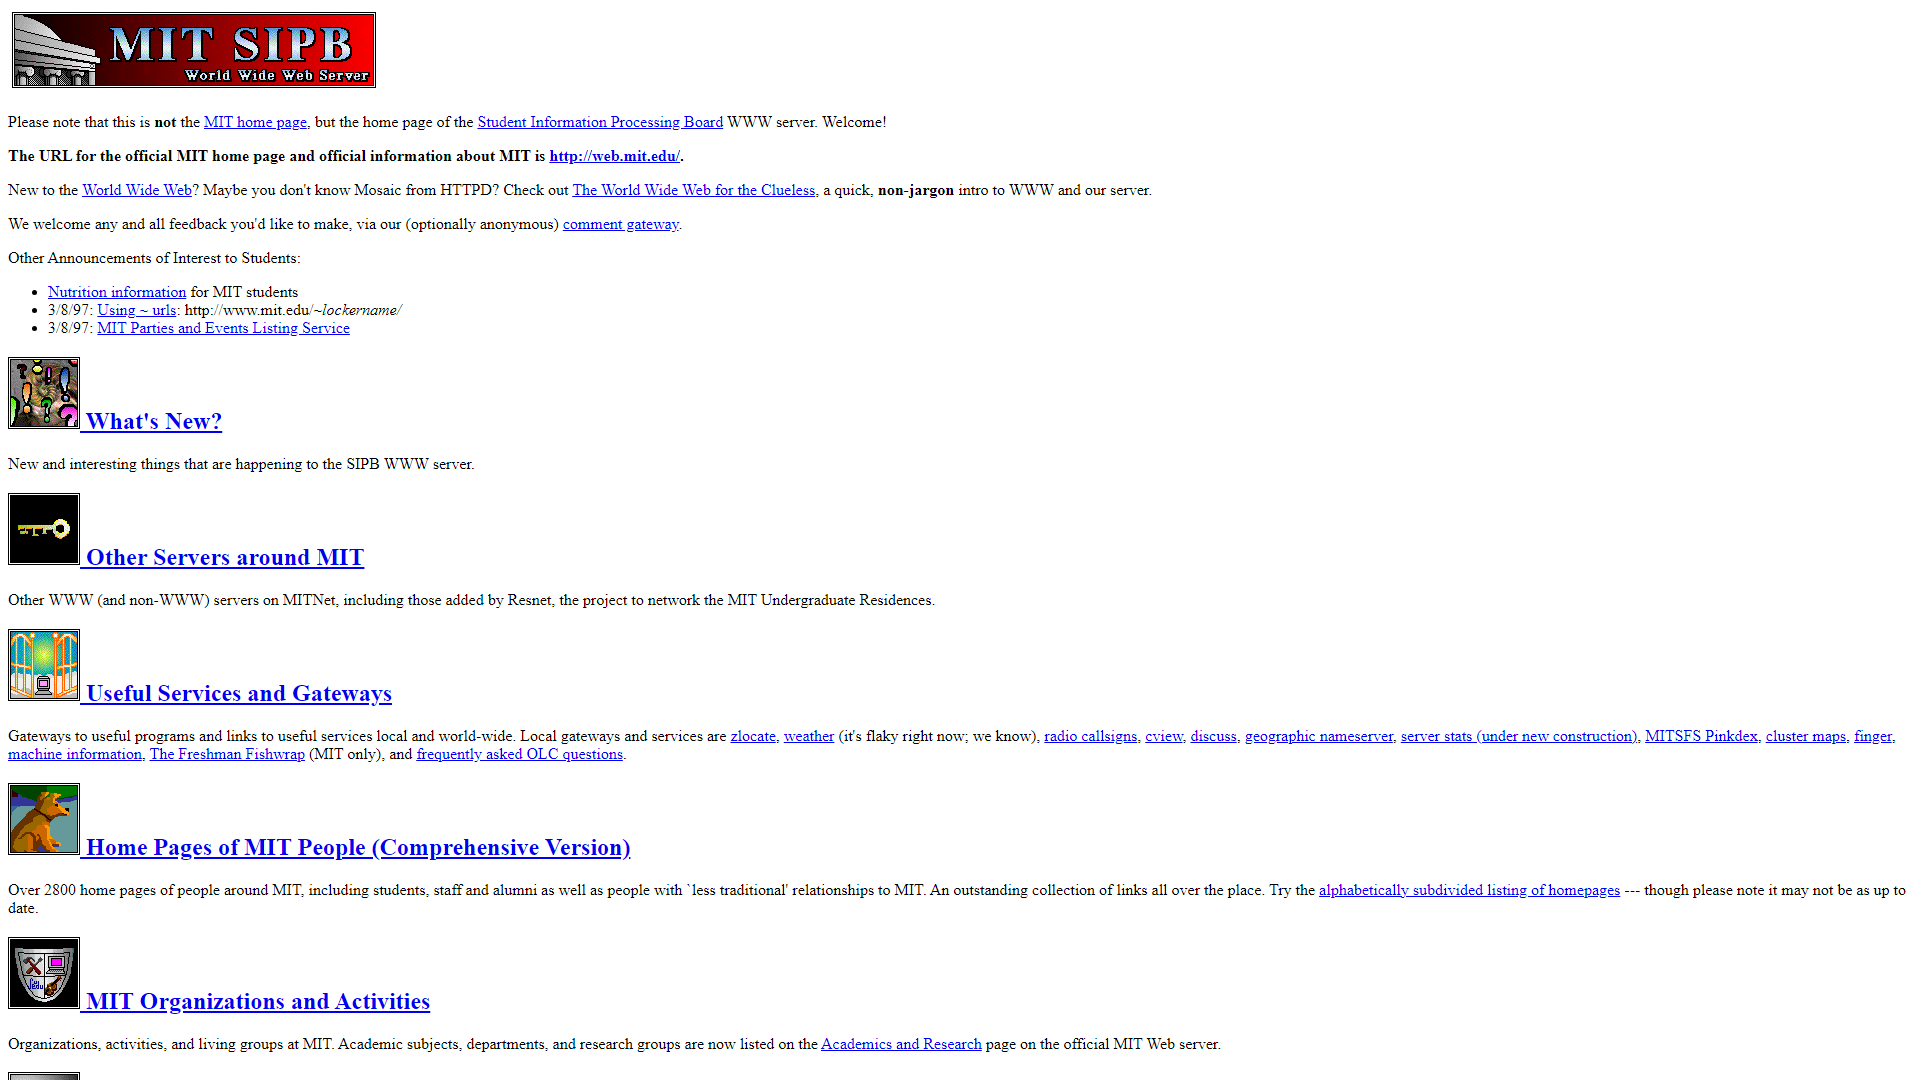 MIT SIPB
World Wide Web Server
Please note that this is not the MIT home page, but the home page of the Student Information Processing Board WWW server. Welcome!
The URL for the official MIT home page and official information about MIT is http://web.mit.edu/.
New to the World Wide Web? Maybe you don't know Mosaic from HTTPD? Check out The World Wide Web for the Clueless, a quick, non-jargon intro to WWW and our server.
We welcome any and all feedback you'd like to make, via our (optionally anonymous) comment gateway.
Other Announcements of Interest to Students:
• Nutrition information for MIT students
• 3/8/97: Using ~ urls: http://www.mit.edu/~lockername/
• 3/8/97: MIT Parties and Events Listing Service
What's New?
New and interesting things that are happening to the SIPB WWW server.
Other Servers around MIT
Other WWW (and non-WWW) servers on MITNet, including those added by Resnet, the project to network the MIT Undergraduate Residences.
Useful Services and Gateways
Gateways to useful programs and links to useful services local and world-wide. Local gateways and services are zlocate, weather (it's flaky right now; we know), radio callsigns, cview, discuss, geographic nameserver, server stats (under new construction), MITSFS Pinkdex, cluster maps, finger,
machine information, The Freshman Fishwrap (MIT only), and frequently asked OLC questions.
Home Pages of MIT People (Comprehensive Version)
Over 2800 home pages of people around MIT, including students, staff and alumni as well as people with `less traditional' relationships to MIT. An outstanding collection of links all over the place. Try the alphabetically subdivided listing of homepages --- though please note it may not be as up to
date.
MIT Organizations and Activities
Organizations, activities, and living groups at MIT. Academic subjects, departments, and research groups are now listed on the Academics and Research page on the official MIT Web server.